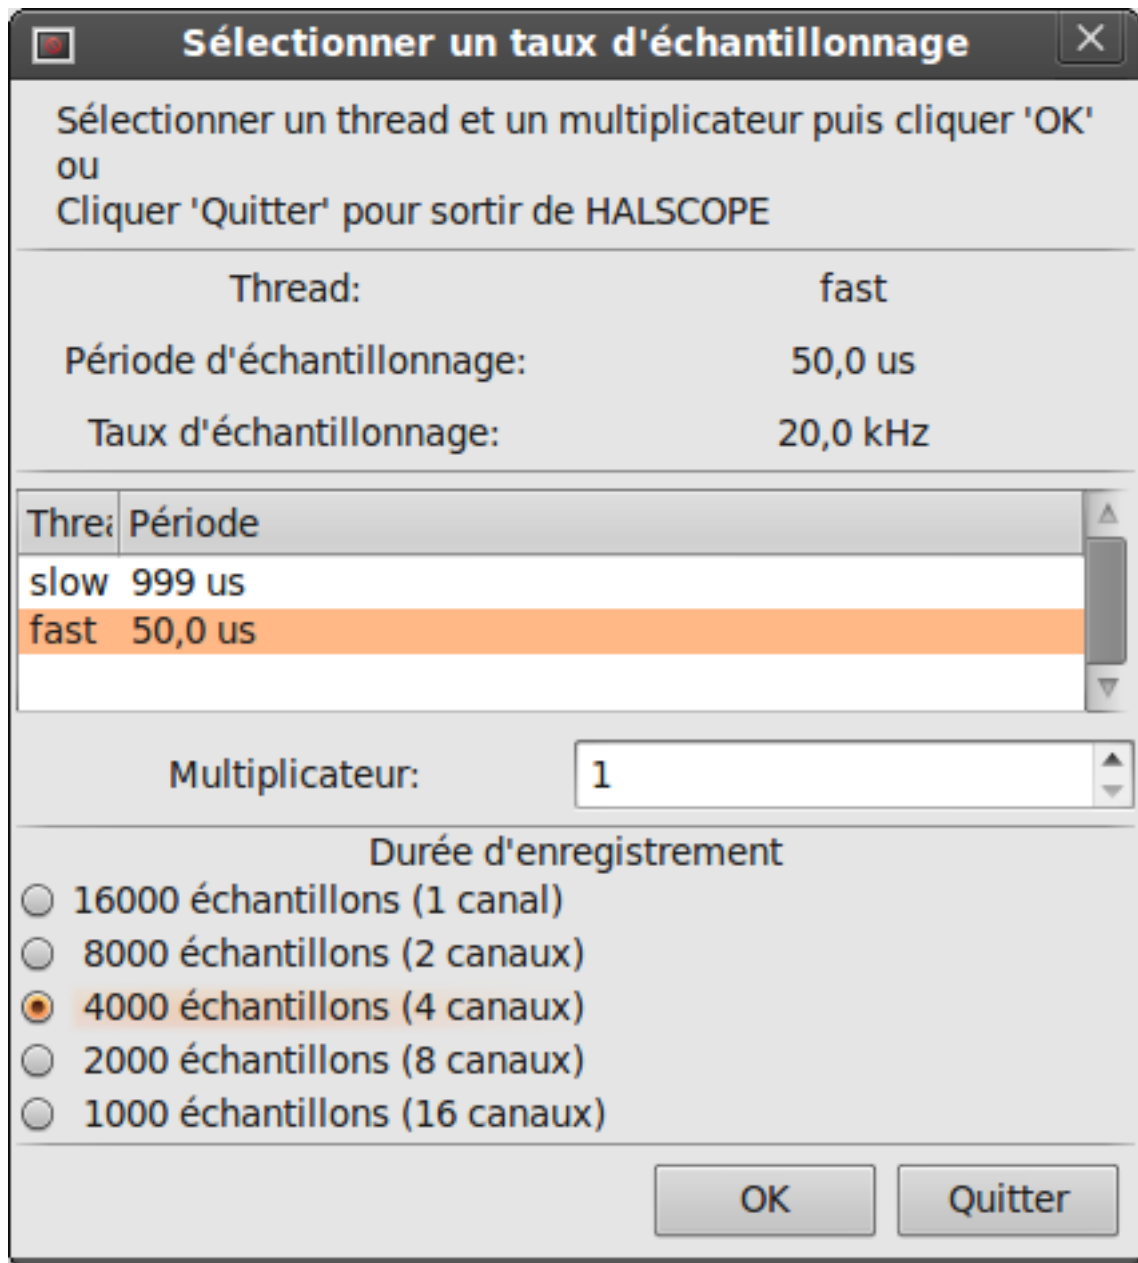 Sélectionner un taux d'échantillonnage
Sélectionner un thread et un multiplicateur puis cliquer 'OK'
ou
Cliquer 'Quitter' pour sortir de HALSCOPE
Thread: fast
Période d'échantillonnage: 50,0 us
Taux d'échantillonnage: 20,0 kHz
Threa Période
slow 999 us
fast 50,0 us
Multiplicateur: 1
Durée d'enregistrement
16000 échantillons (1 canal)
8000 échantillons (2 canaux)
4000 échantillons (4 canaux)
2000 échantillons (8 canaux)
1000 échantillons (16 canaux)
OK Quitter